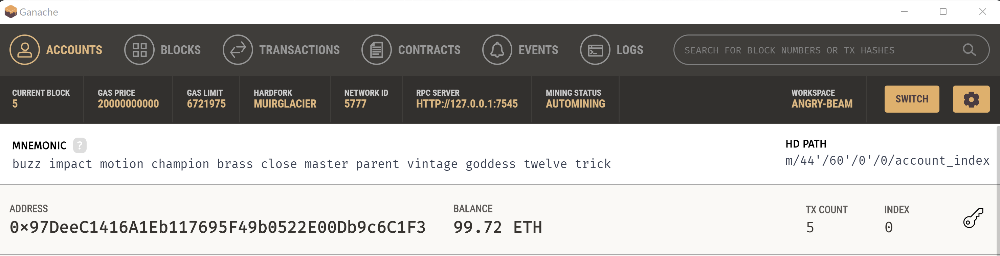 Ganache
ACCOUNTS BLOCKS TRANSACTIONS CONTRACTS EVENTS LOGS SEARCH FOR BLOCK NUMBERS OR TX HASHES
CURRENT BLOCK GAS PRICE GAS LIMIT HARDFORK NETWORK ID RPC SERVER MINING STATUS WORKSPACE
5 20000000000 6721975 MUIRGLACIER 5777 HTTP://127.0.0.1:7545 AUTOMINING ANGRY-BEAM SWITCH
MNEMONIC ? HD PATH
buzz impact motion champion brass close master parent vintage goddess twelve trick m/44'/60'/0'/0/account_index
ADDRESS BALANCE TX COUNT INDEX
0×97DeeC1416A1Eb117695F49b0522E00Db9c6C1F3 99.72 ETH 5 0